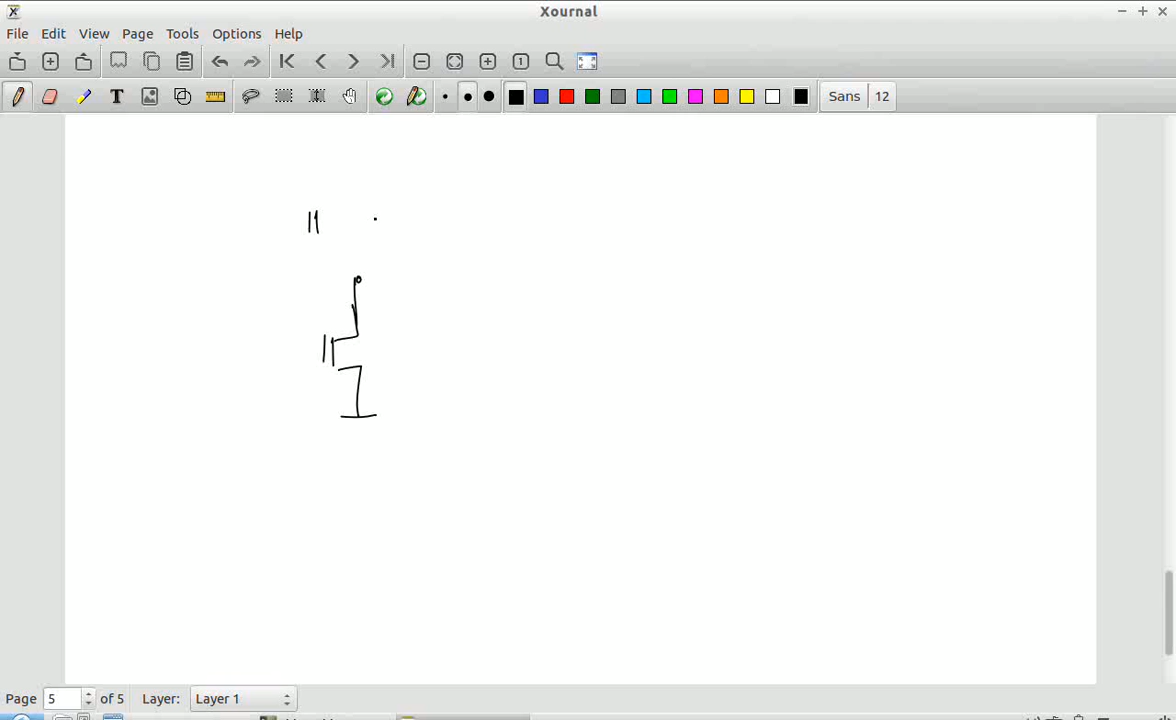 Xournal
File Edit View Page Tools Options Help
Sans 12
Page 5 of 5 Layer: Layer 1